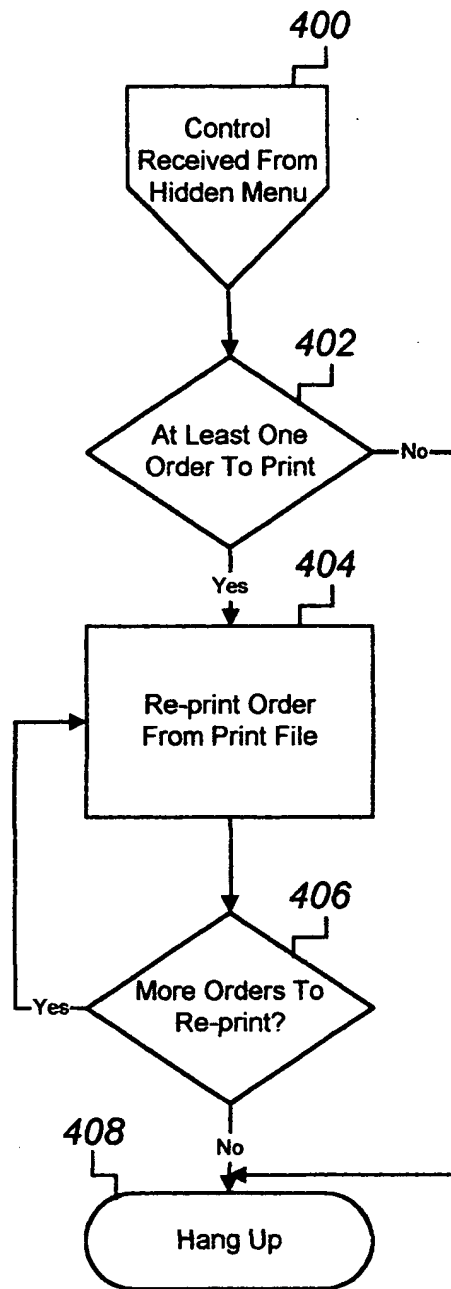 400
Control
Received From
Hidden Menu
402
At Least One
Order To Print
No
Yes
404
Re-print Order
From Print File
406
More Orders To
Re-print?
Yes
No
408
Hang Up